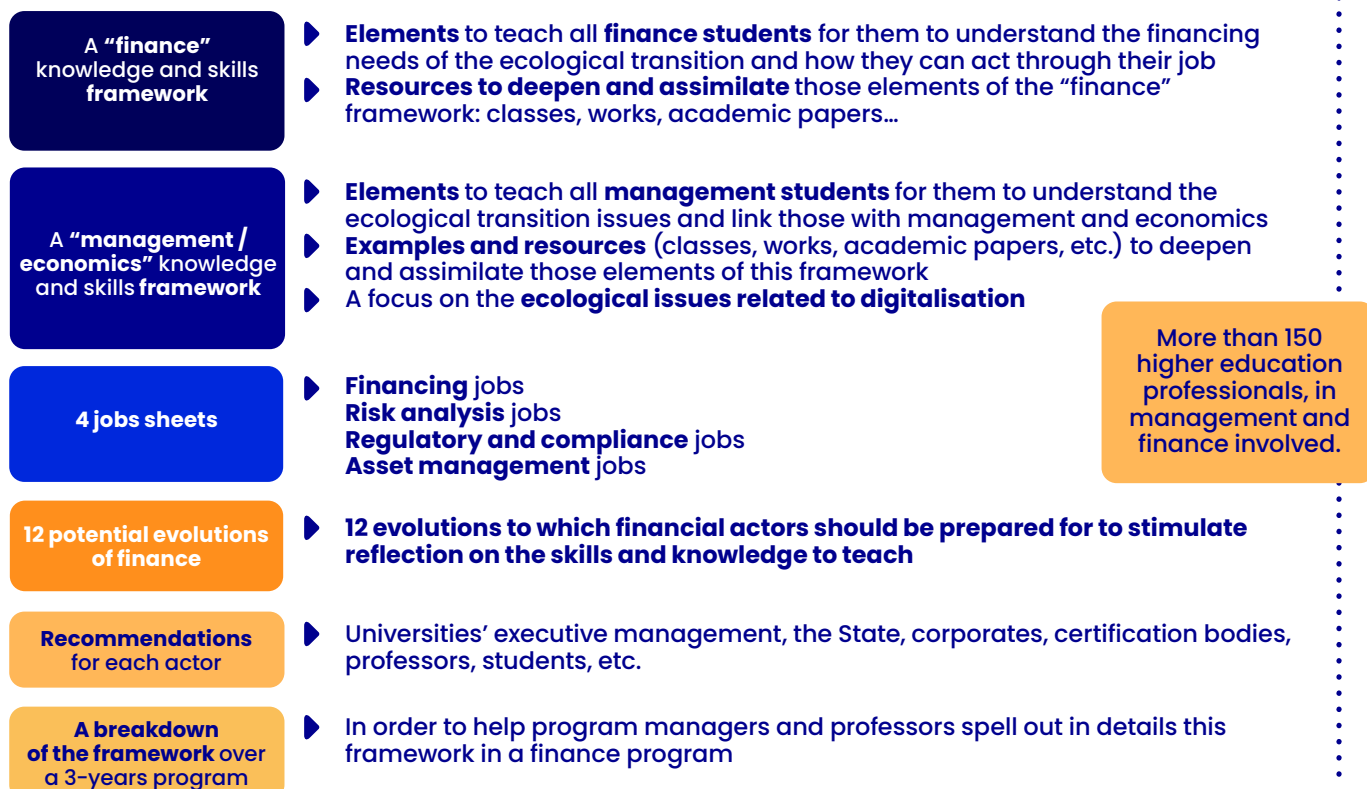 A “finance”
knowledge and skills
framework
Elements to teach all finance students for them to understand the financing
needs of the ecological transition and how they can act through their job
Resources to deepen and assimilate those elements of the “finance”
framework: classes, works, academic papers…
A “management /
economics” knowledge
and skills framework
Elements to teach all management students for them to understand the
ecological transition issues and link those with management and economics
Examples and resources (classes, works, academic papers, etc.) to deepen
and assimilate those elements of this framework
A focus on the ecological issues related to digitalisation
More than 150
higher education
professionals, in
management and
finance involved.
4 jobs sheets
Financing jobs
Risk analysis jobs
Regulatory and compliance jobs
Asset management jobs
12 potential evolutions
of finance
12 evolutions to which financial actors should be prepared for to stimulate
reflection on the skills and knowledge to teach
Recommendations
for each actor
Universities’ executive management, the State, corporates, certification bodies,
professors, students, etc.
A breakdown
of the framework over
a 3-years program
In order to help program managers and professors spell out in details this
framework in a finance program